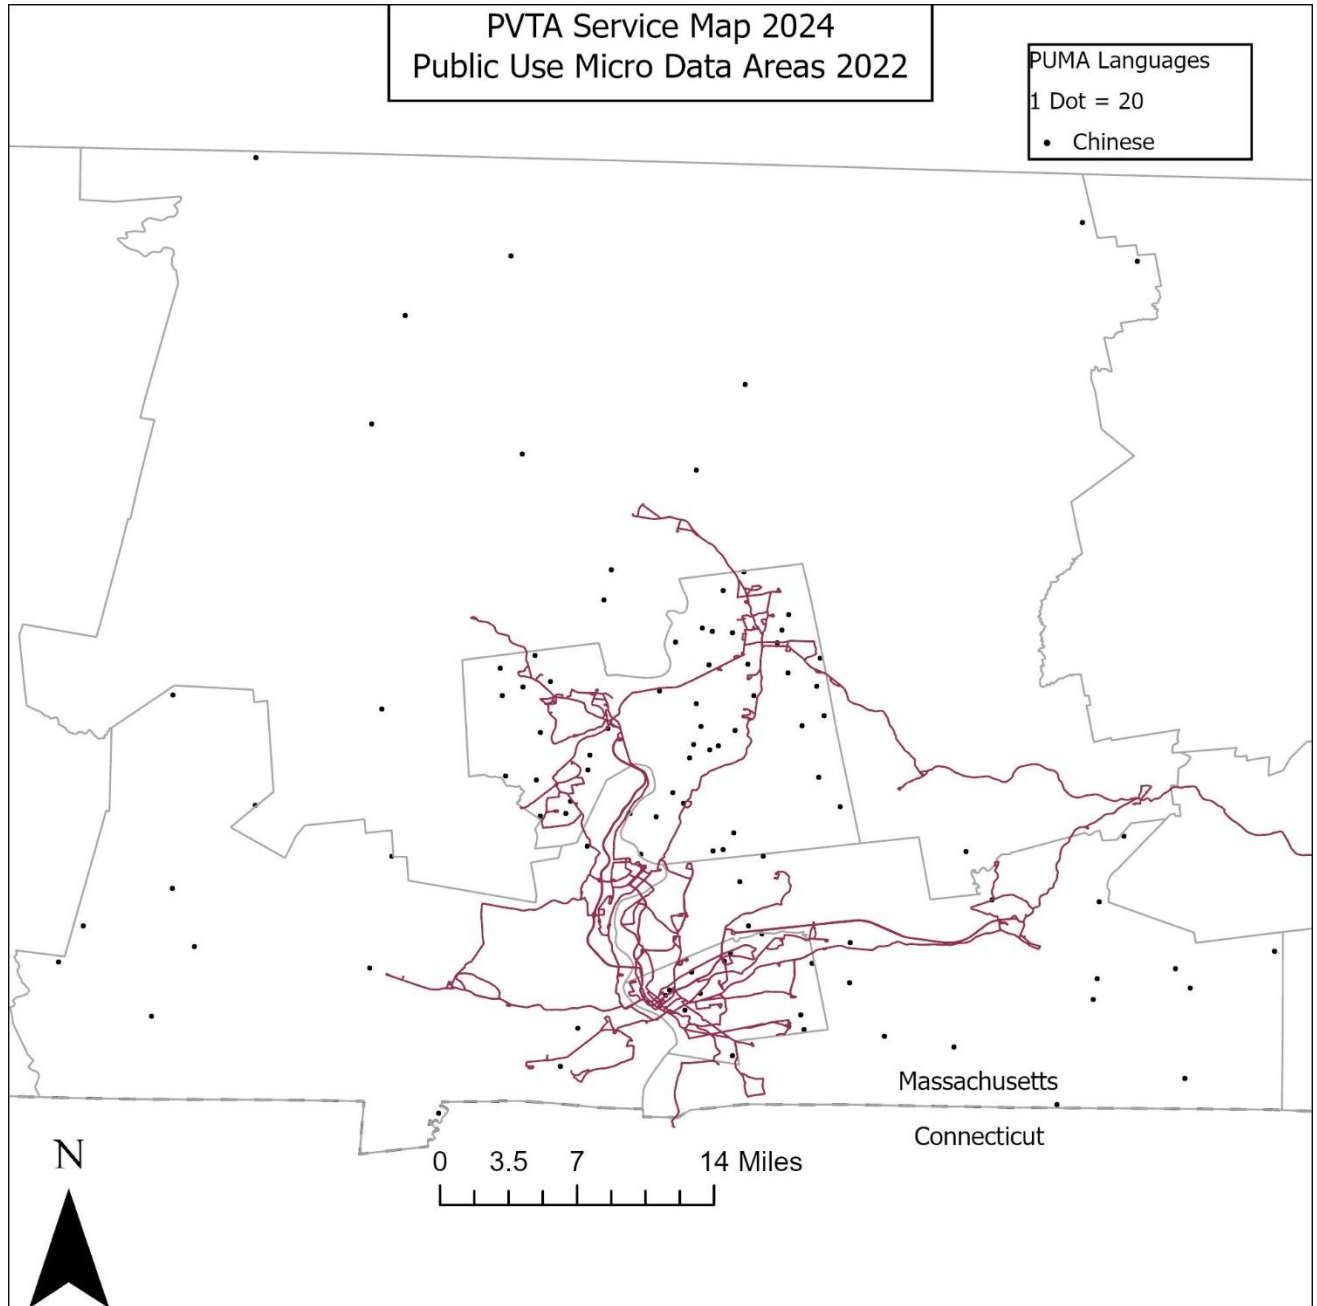 PVTA Service Map 2024
Public Use Micro Data Areas 2022
PUMA Languages
1 Dot = 20
Chinese
Massachusetts
Connecticut
N
0 3.5 7 14 Miles